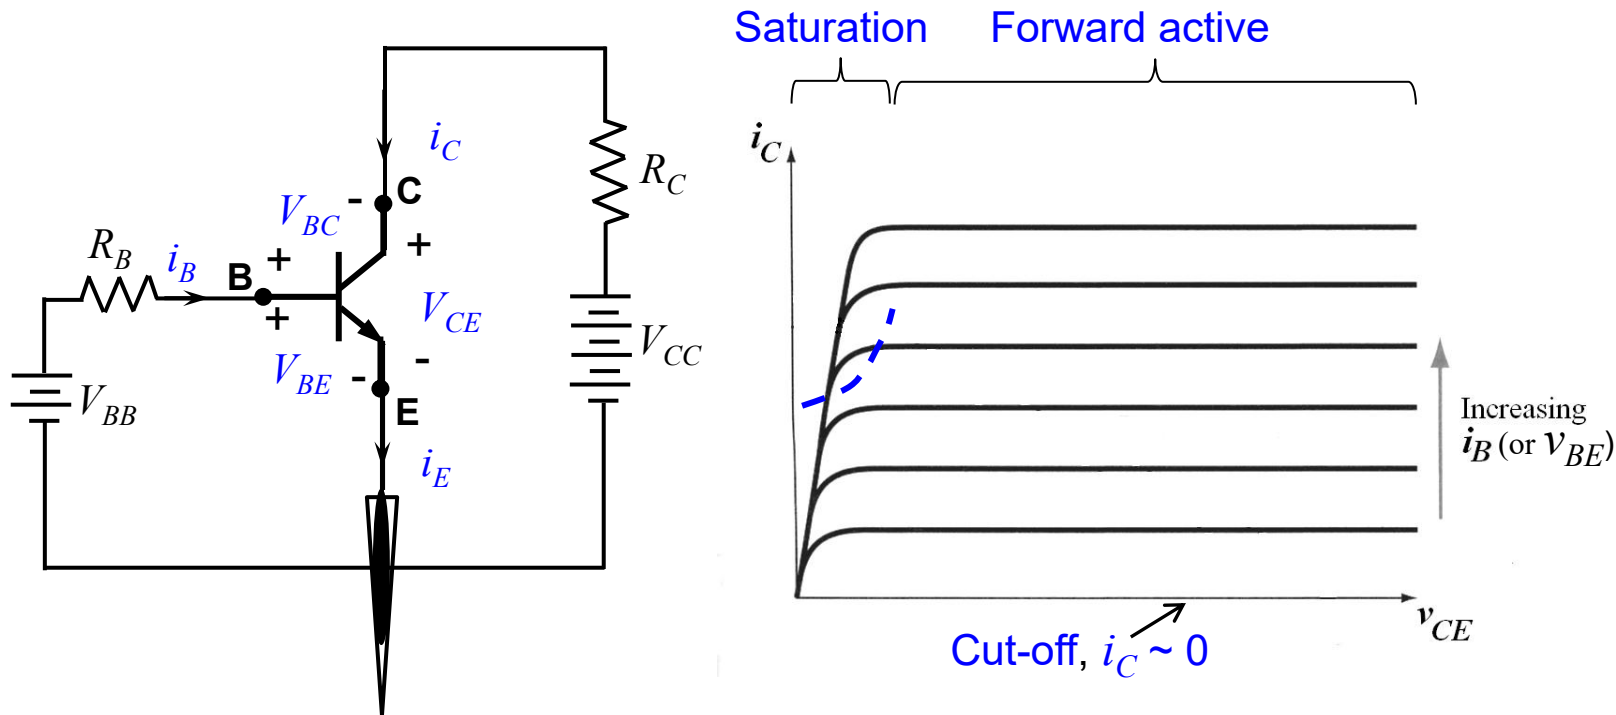 Saturation
Forward active
i_C
C
-
V_BC
+
R_C
R_B
i_B
B
+
+
V_CE
V_CC
V_BE
-
-
V_BB
E
i_E
i_C
Increasing
i_B (or v_BE)
v_CE
Cut-off, i_C ~ 0